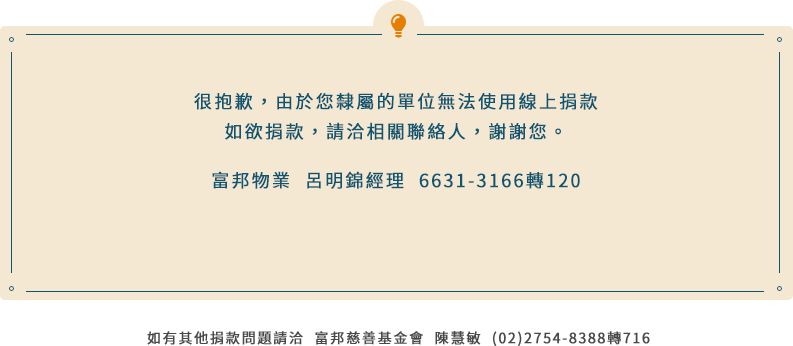 很抱歉，由於您隸屬的單位無法使用線上捐款
如欲捐款，請洽相關聯絡人，謝謝您。
富邦物業 呂明錦經理 6631-3166轉120
如有其他捐款問題請洽 富邦慈善基金會 陳慧敏 (02)2754-8388轉716